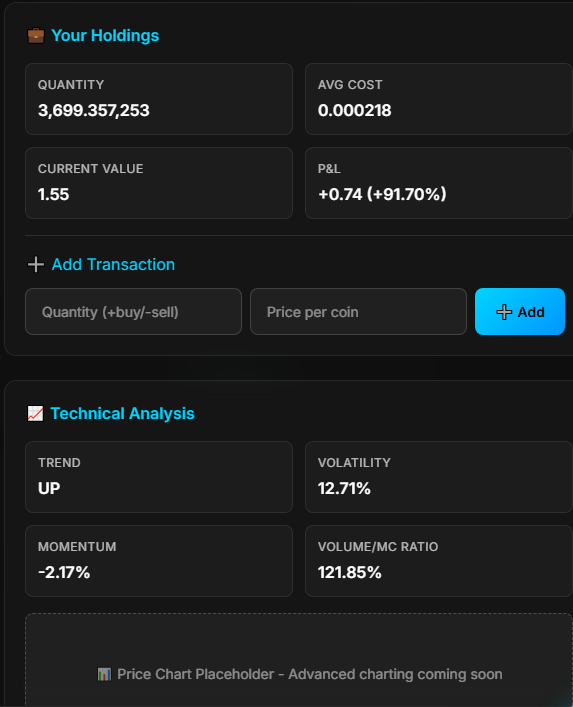 Your Holdings
QUANTITY
3,699.357,253
AVG COST
0.000218
CURRENT VALUE
1.55
P&L
+0.74 (+91.70%)
Add Transaction
Quantity (+buy/-sell)
Price per coin
Add
Technical Analysis
TREND
UP
VOLATILITY
12.71%
MOMENTUM
-2.17%
VOLUME/MC RATIO
121.85%
Price Chart Placeholder - Advanced charting coming soon